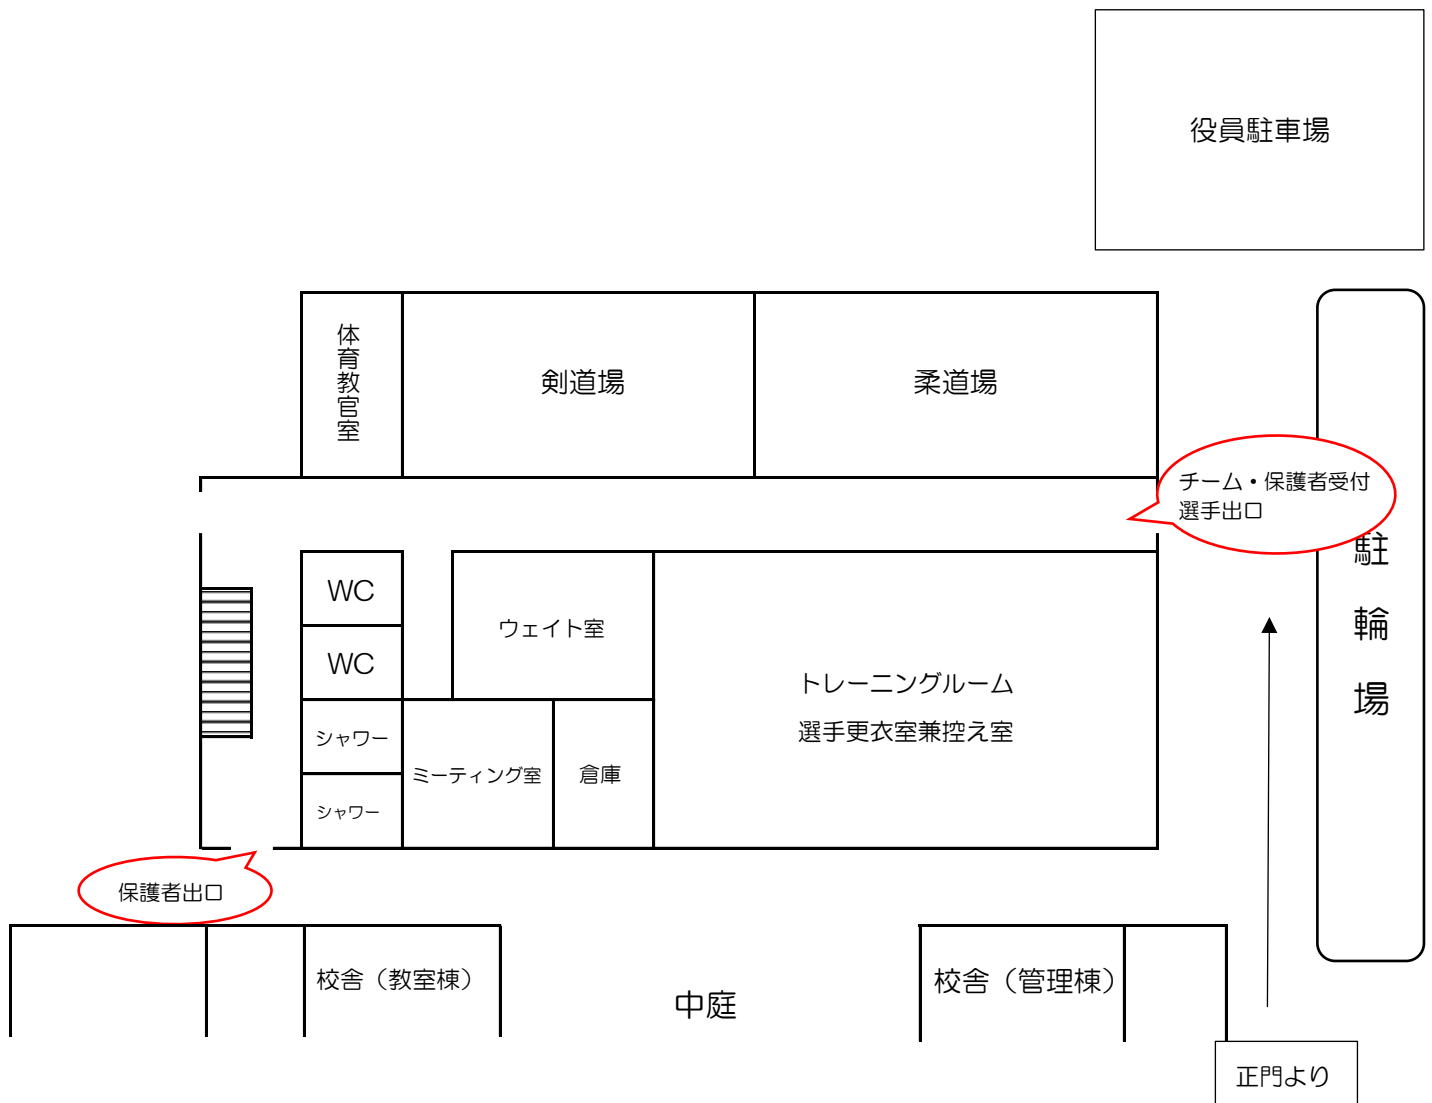 役員駐車場
体育教官室
剣道場
柔道場
チーム・保護者受付
選手出口
駐輪場
WC
WC
ウェイト室
トレーニングルーム
選手更衣室兼控え室
シャワー
シャワー
ミーティング室
倉庫
保護者出口
校舎（教室棟）
中庭
校舎（管理棟）
正門より